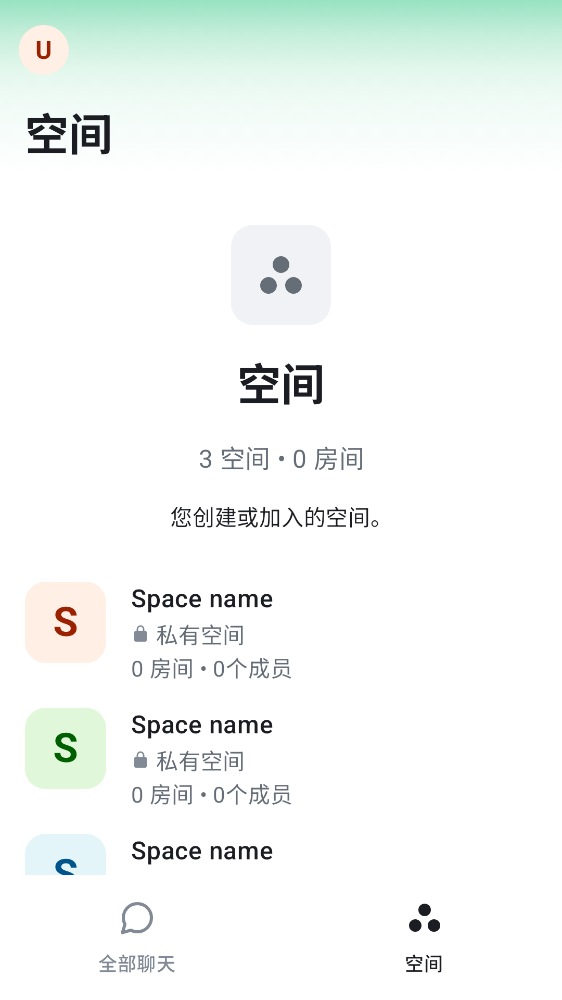 U
空间
空间
3 空间 • 0 房间
您创建或加入的空间。
S
Space name
私有空间
0 房间 • 0个成员
S
Space name
私有空间
0 房间 • 0个成员
S
Space name
全部聊天
空间